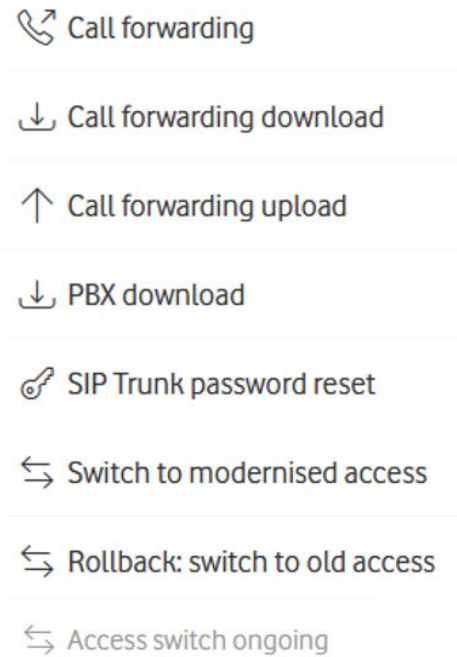 Call forwarding
Call forwarding download
Call forwarding upload
PBX download
SIP Trunk password reset
Switch to modernised access
Rollback: switch to old access
Access switch ongoing